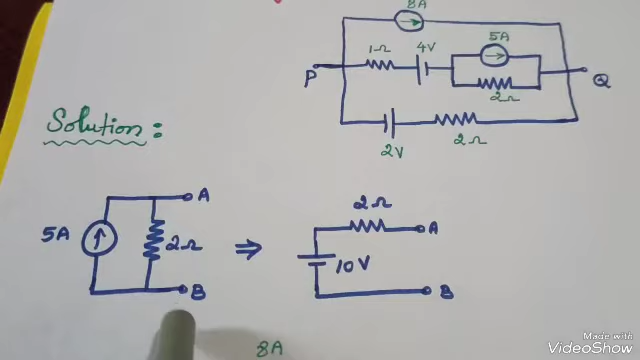 8A
5A
1Ω
4V
P
Q
2Ω
2V
2Ω
Solution:
2Ω
A
A
5A
2Ω
⇒
10V
B
B
8A
Made with
VideoShow